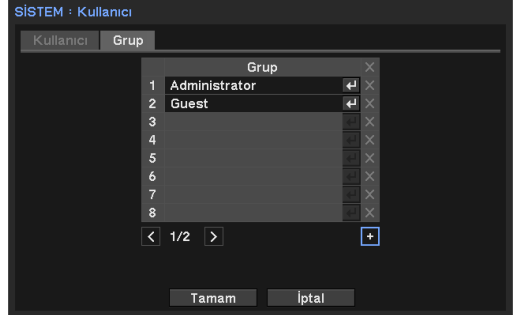 SİSTEM : Kullanıcı
Kullanıcı Grup
Grup X
1 Administrator X
2 Guest X
3 X
4 X
5 X
6 X
7 X
8 X
< 1/2 > +
Tamam İptal